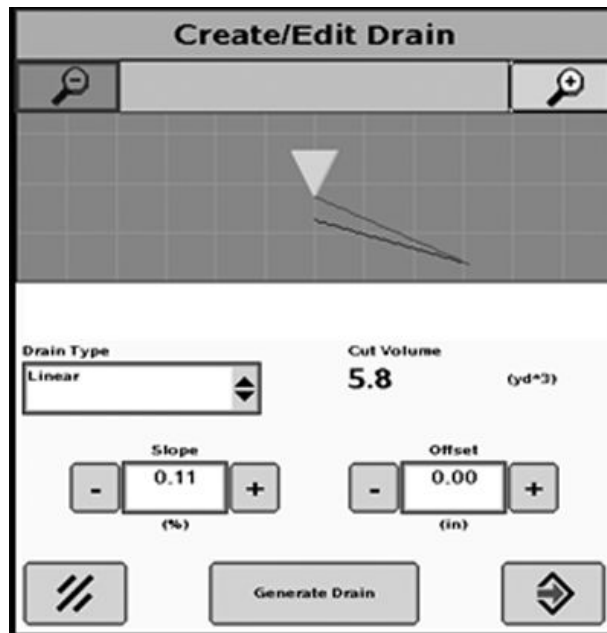 Create/Edit Drain
Drain Type
Cut Volume
Linear
5.8
(yd^3)
Slope
Offset
-
0.11
+
-
0.00
+
(%)
(in)
Generate Drain